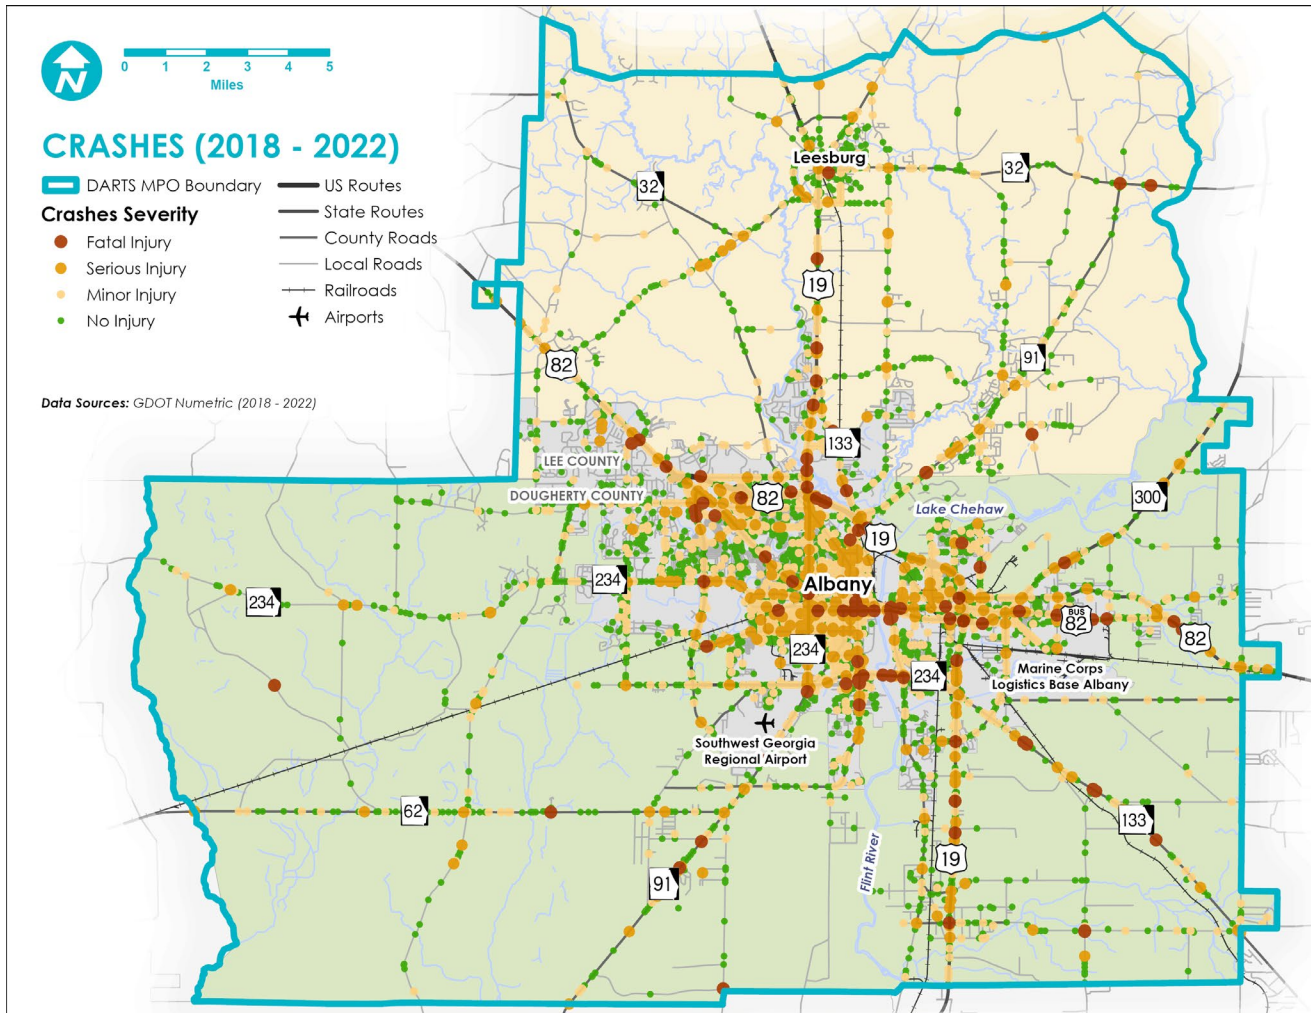 N
0 1 2 3 4 5
Miles
CRASHES (2018 - 2022)
DARTS MPO Boundary
Crashes Severity
Fatal Injury
Serious Injury
Minor Injury
No Injury
US Routes
State Routes
County Roads
Local Roads
Railroads
Airports
Data Sources: GDOT Numetric (2018 - 2022)
Leesburg
32
32
19
82
91
133
LEE COUNTY
DOUGHERTY COUNTY
82
300
Lake Chehaw
19
234
Albany
234
BUS
82
82
234
234
Marine Corps
Logistics Base Albany
Southwest Georgia
Regional Airport
62
133
Flint River
19
91